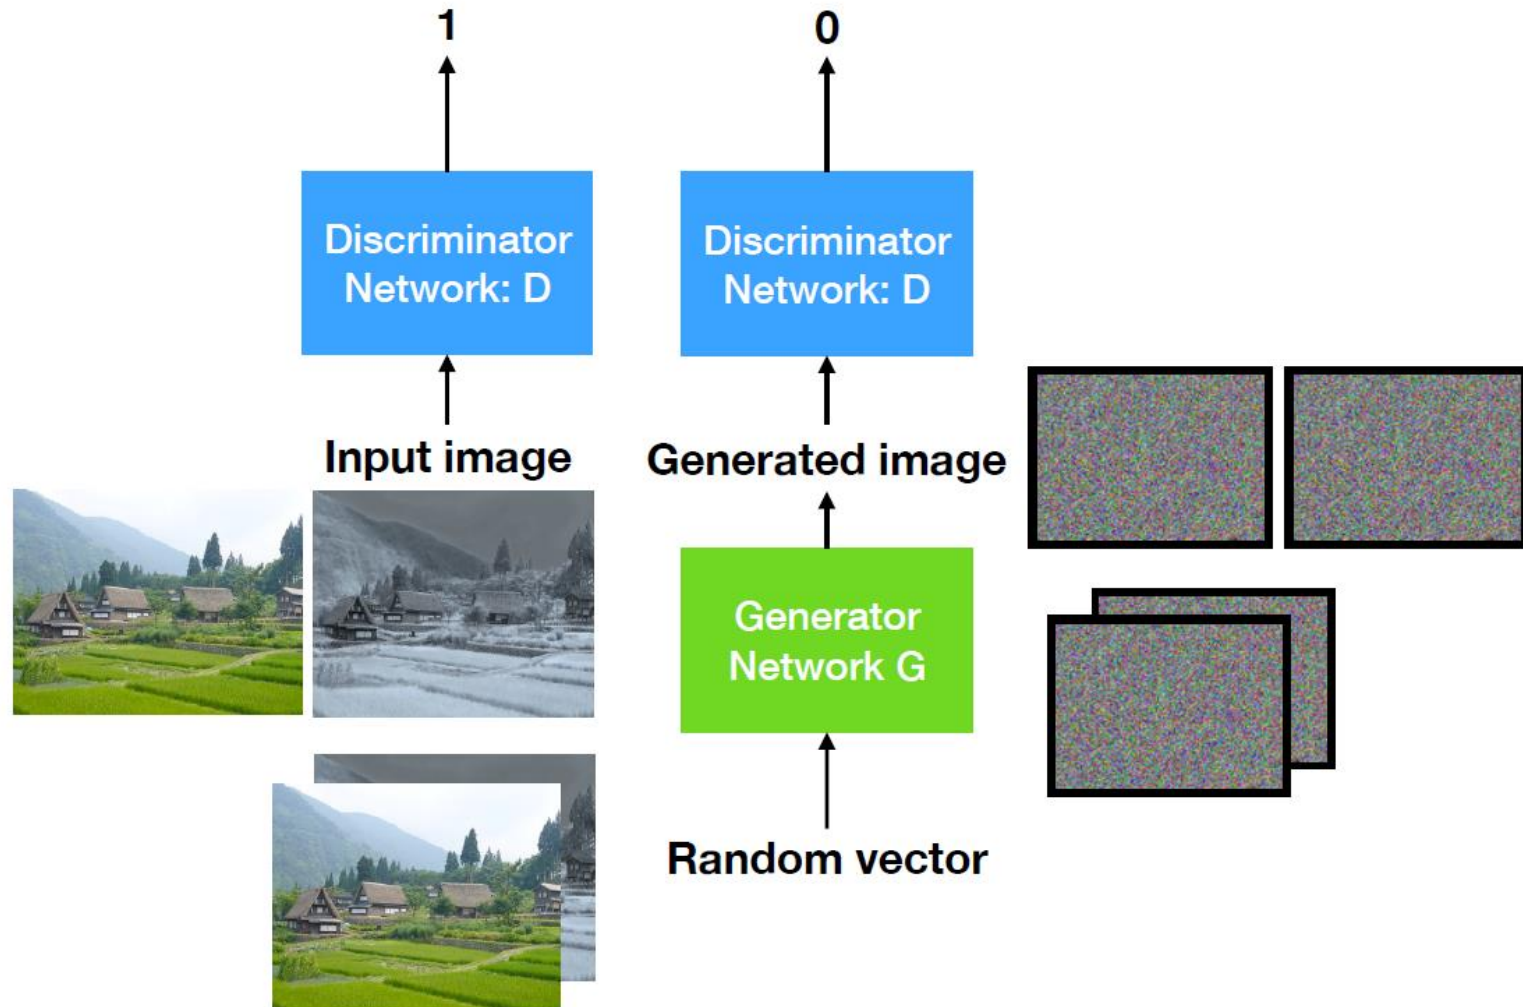 1
0
Discriminator
Network: D
Discriminator
Network: D
Input image
Generated image
Generator
Network G
Random vector